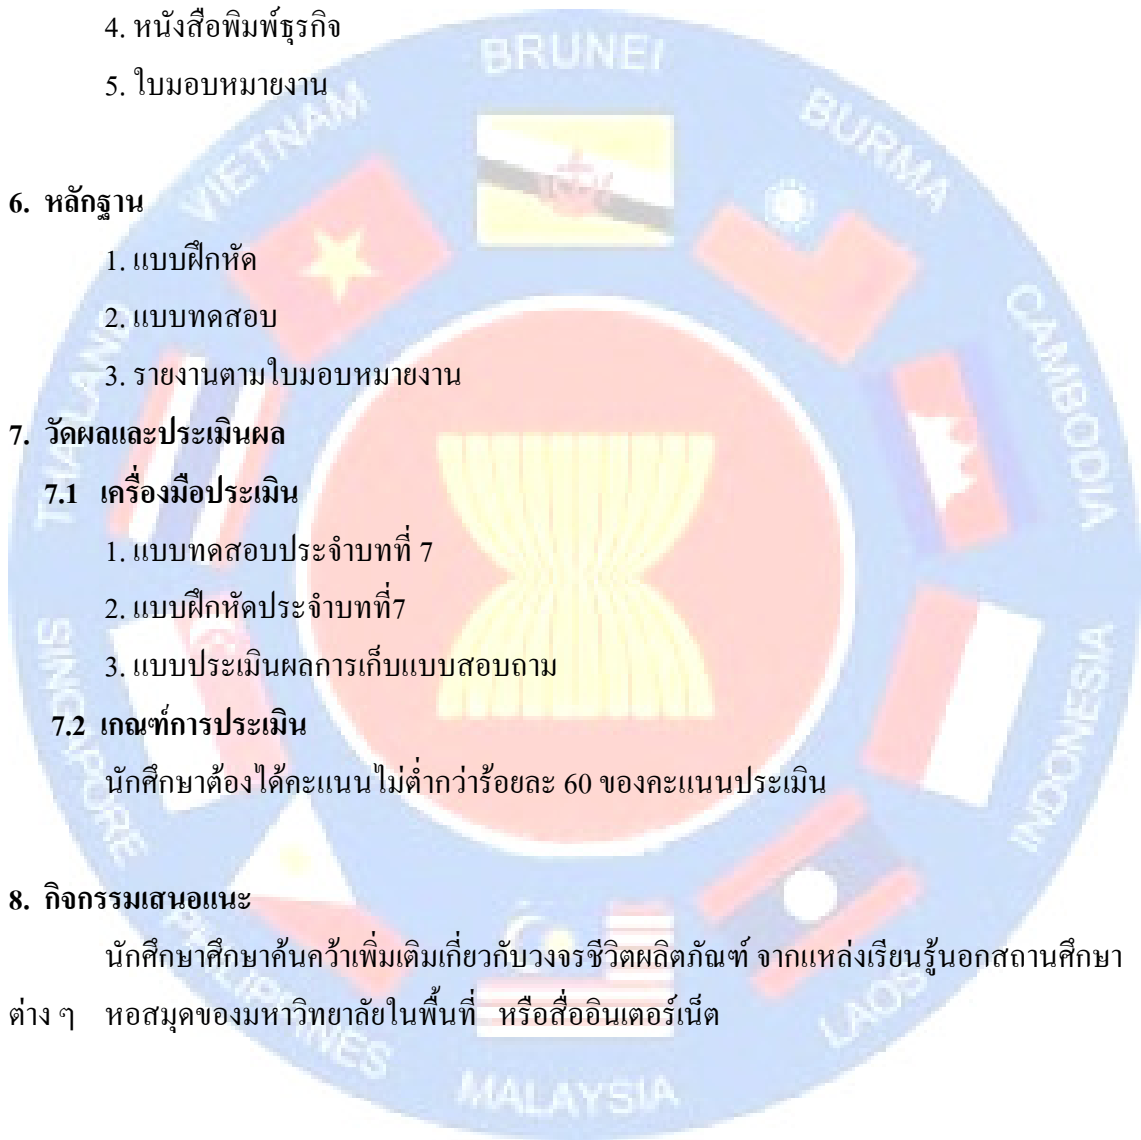 4. หนังสือพิมพ์ธุรกิจ
5. ใบมอบหมายงาน
6. หลักฐาน
1. แบบฝึกหัด
2. แบบทดสอบ
3. รายงานตามใบมอบหมายงาน
7. วัดผลและประเมินผล
7.1 เครื่องมือประเมิน
1. แบบทดสอบประจำบทที่ 7
2. แบบฝึกหัดประจำบทที่7
3. แบบประเมินผลการเก็บแบบสอบถาม
7.2 เกณฑ์การประเมิน
นักศึกษาต้องได้คะแนนไม่ต่ำกว่าร้อยละ 60 ของคะแนนประเมิน
8. กิจกรรมเสนอแนะ
นักศึกษาศึกษาค้นคว้าเพิ่มเติมเกี่ยวกับวงจรชีวิตผลิตภัณฑ์ จากแหล่งเรียนรู้นอกสถานศึกษา
ต่าง ๆ หอสมุดของมหาวิทยาลัยในพื้นที่ หรือสื่ออินเตอร์เน็ต
BRUNEI
BURMA
CAMBODIA
INDONESIA
LAOS
MALAYSIA
PHILIPPINES
SINGAPORE
THAILAND
VIETNAM